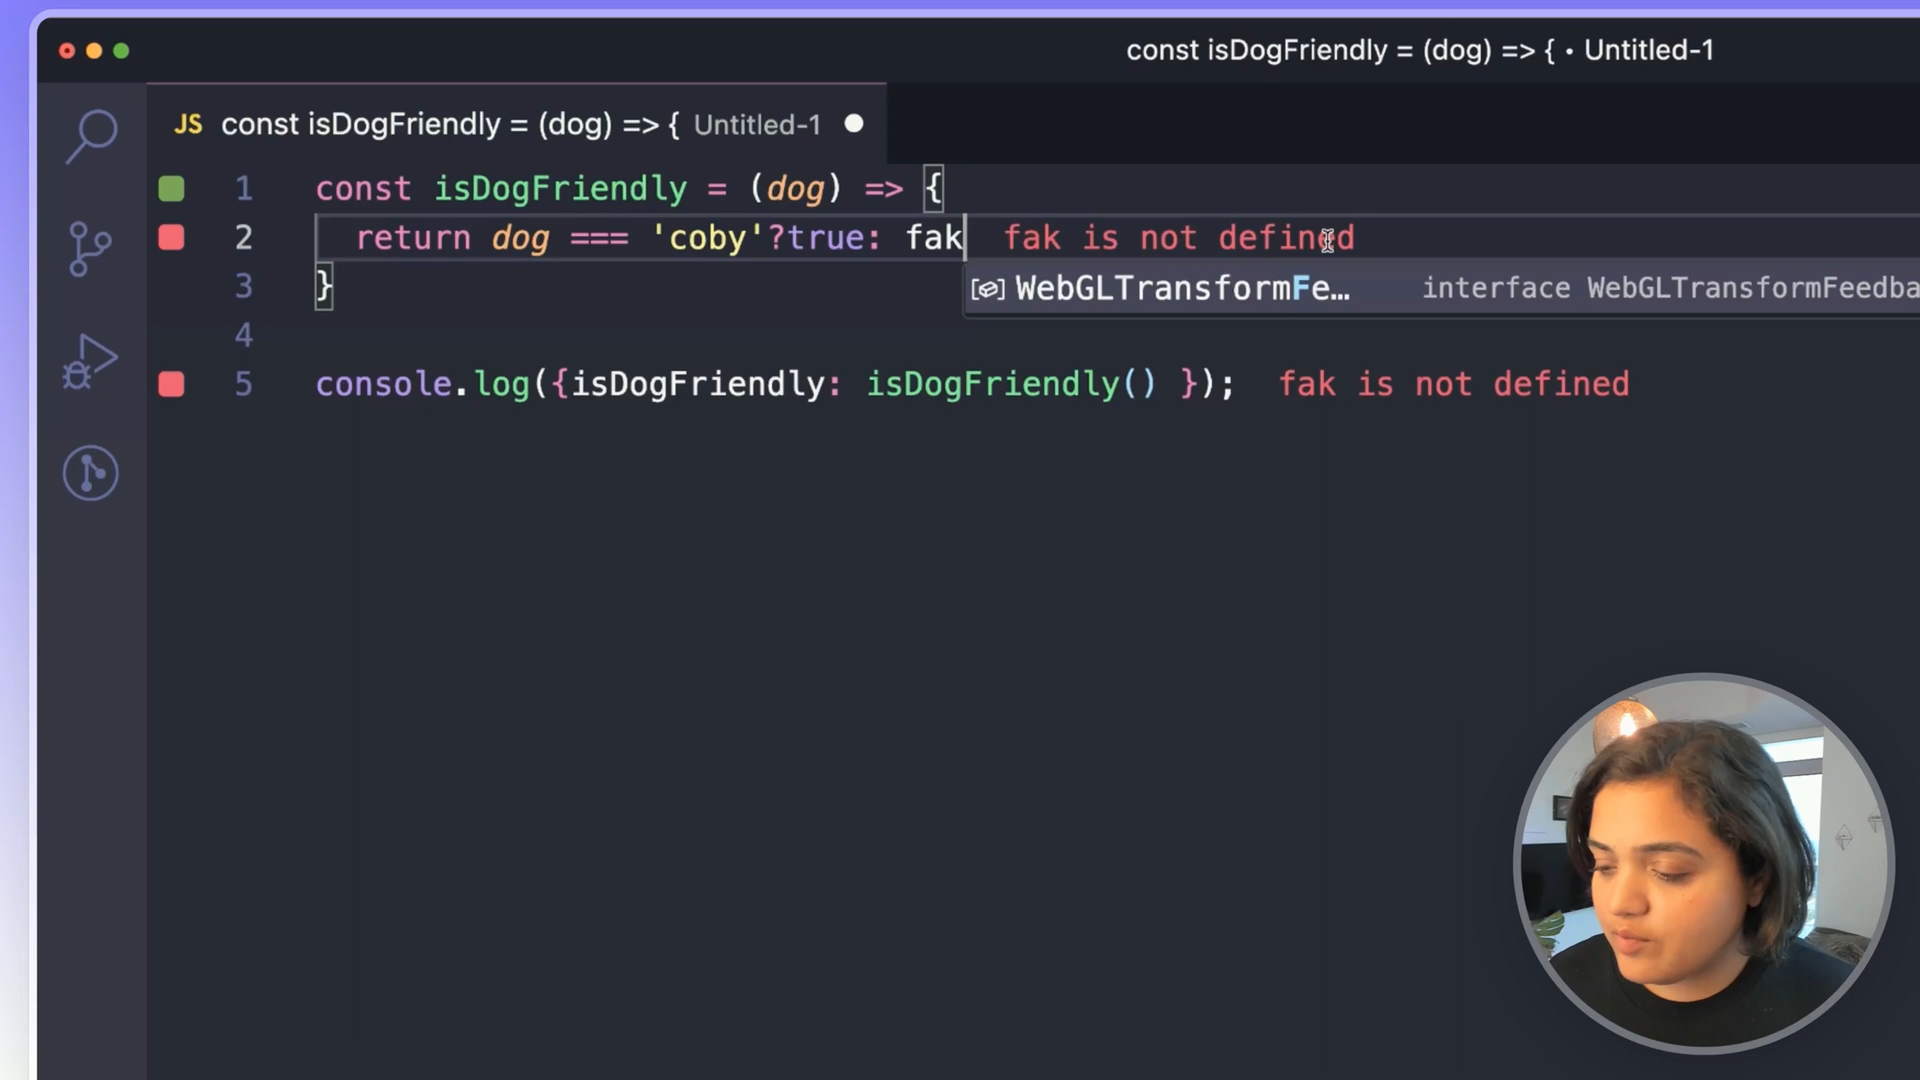 const isDogFriendly = (dog) => { • Untitled-1
JS const isDogFriendly = (dog) => { Untitled-1
1 const isDogFriendly = (dog) => {
2 return dog === 'coby'?true: fak fak is not defined
3 }
WebGLTransformFe… interface WebGLTransformFeedba
4
5 console.log({isDogFriendly: isDogFriendly() }); fak is not defined